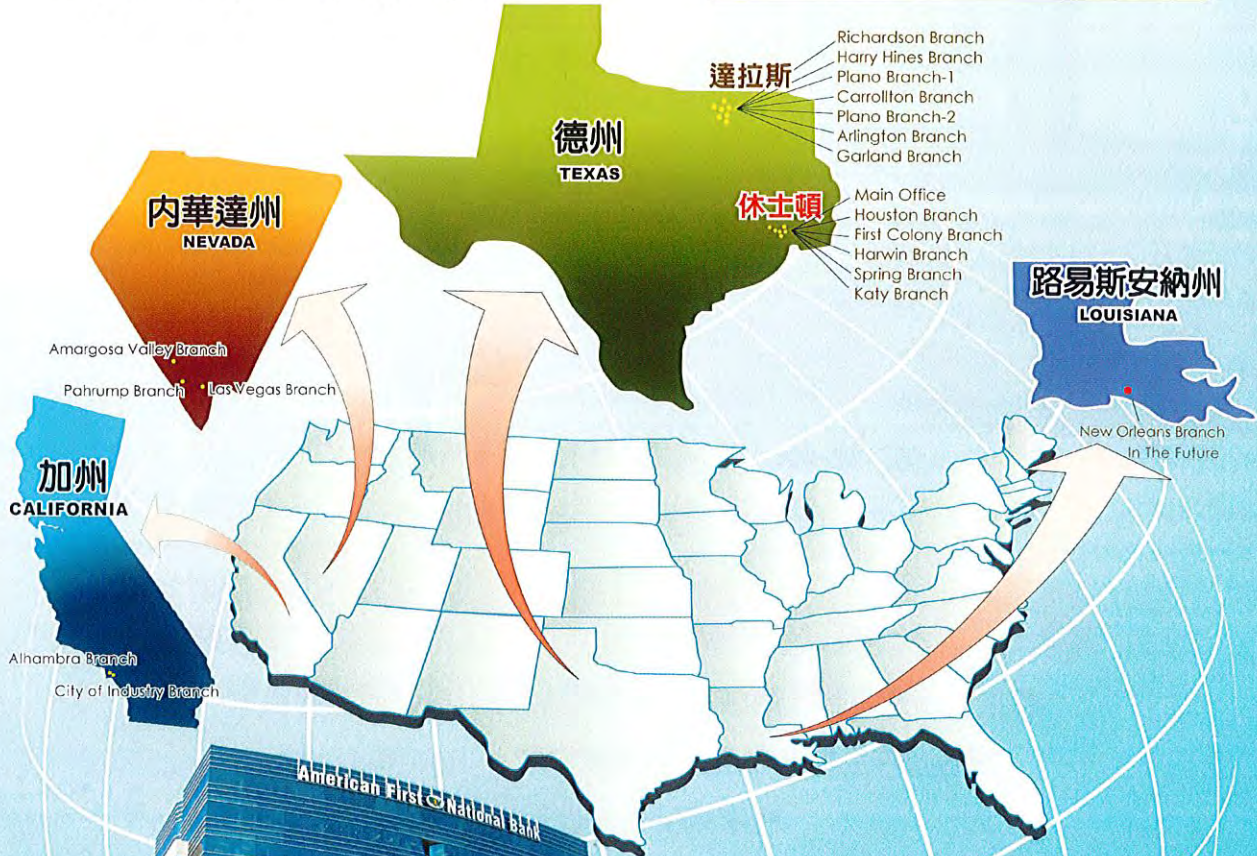 達拉斯
Richardson Branch
Harry Hines Branch
Plano Branch-1
Carrollton Branch
Plano Branch-2
Arlington Branch
Garland Branch
德州
TEXAS
休士頓
Main Office
Houston Branch
First Colony Branch
Harwin Branch
Spring Branch
Katy Branch
内華達州
NEVADA
Amargosa Valley Branch
Pahrump Branch
Las Vegas Branch
路易斯安納州
LOUISIANA
New Orleans Branch
In The Future
加州
CALIFORNIA
Alhambra Branch
City of Industry Branch
American First National Bank